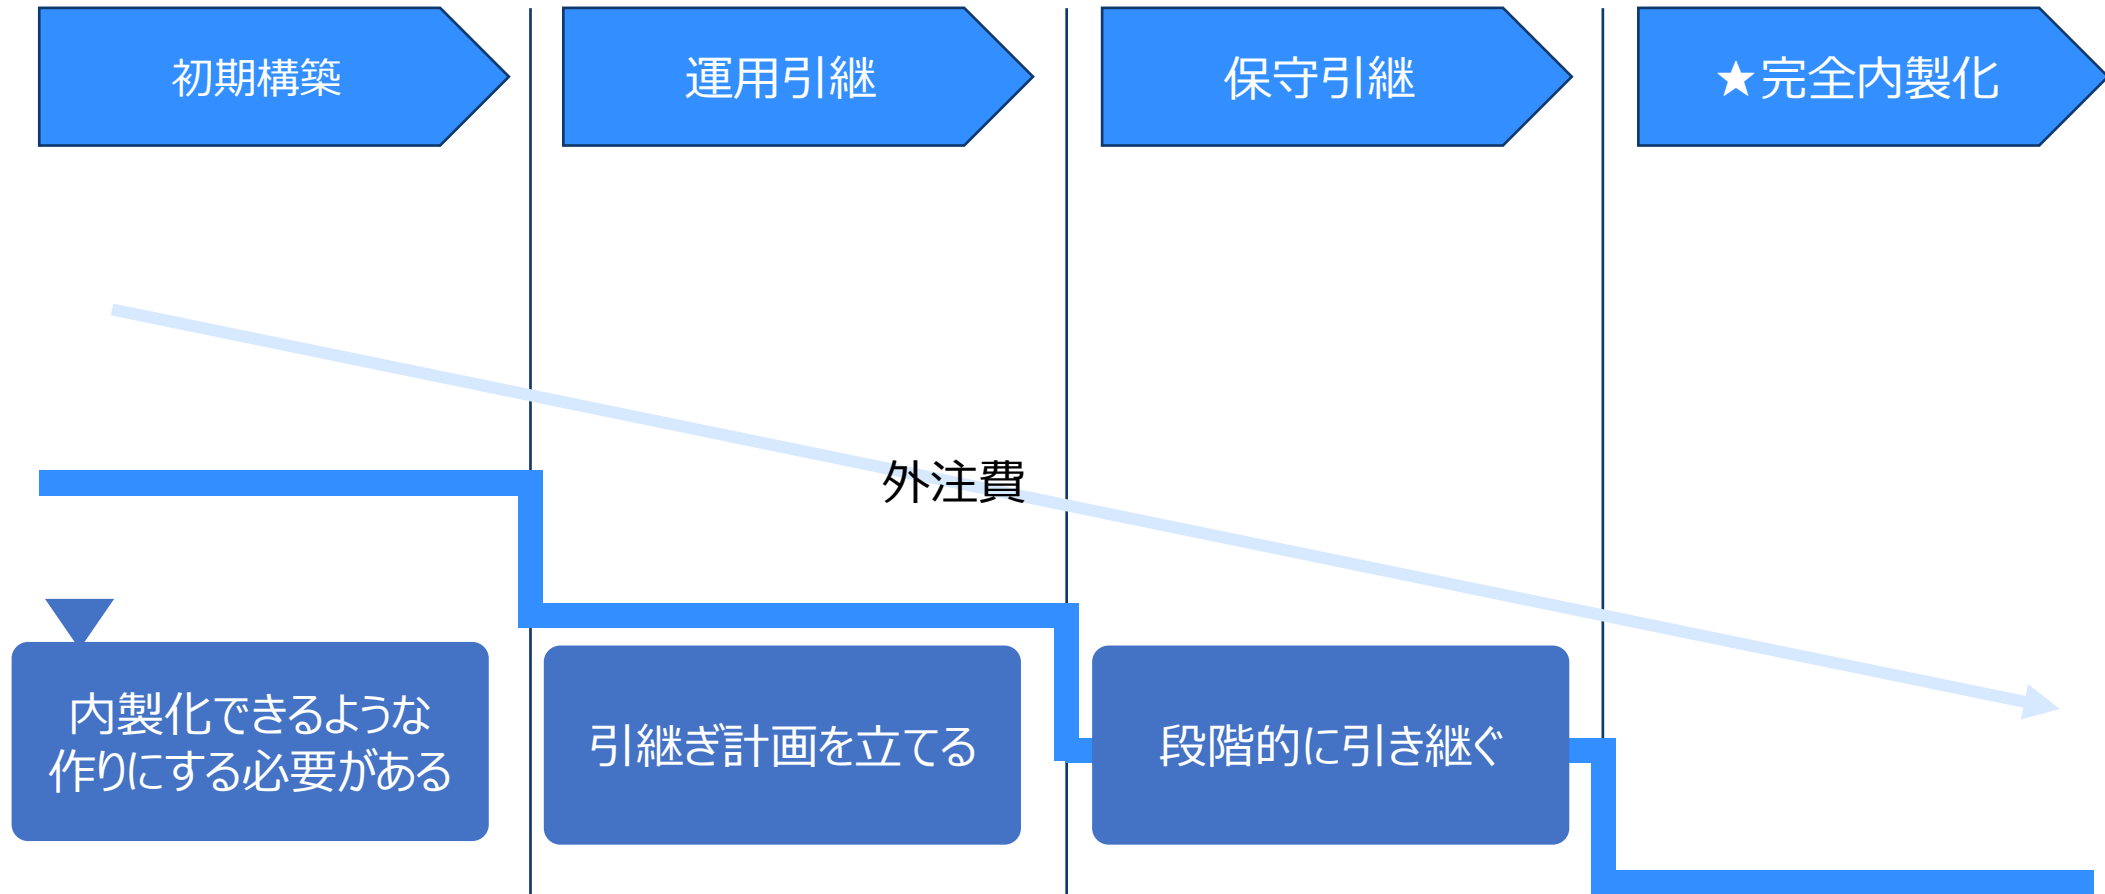 初期構築
運用引継
保守引継
★完全内製化
外注費
内製化できるような
作りにする必要がある
引継ぎ計画を立てる
段階的に引き継ぐ